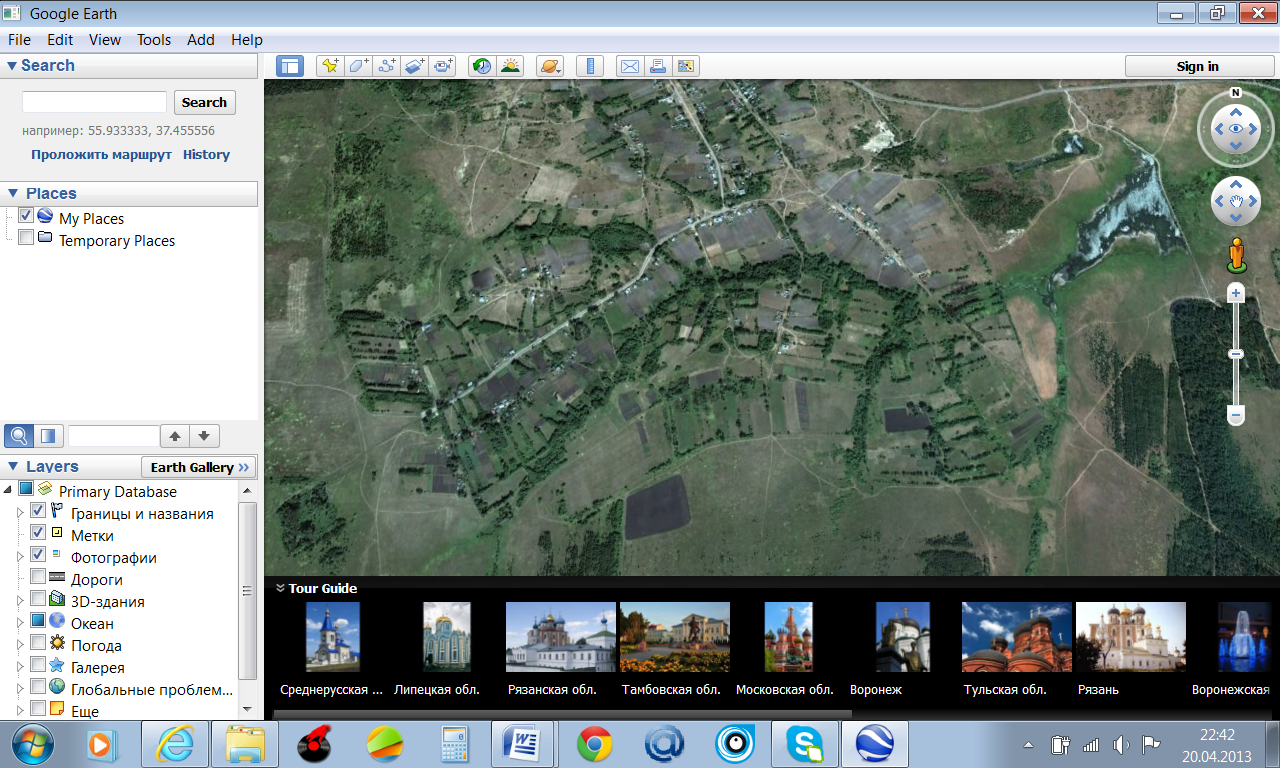 Google Earth
File Edit View Tools Add Help
Search
Search
например: 55.933333, 37.455556
Проложить маршрут History
Places
My Places
Temporary Places
Layers
Earth Gallery »
Primary Database
Границы и названия
Метки
Фотографии
Дороги
3D-здания
Океан
Погода
Галерея
Глобальные проблем...
Еще
Sign in
N
Tour Guide
Среднерусская ... Липецкая обл. Рязанская обл. Тамбовская обл. Московская обл. Воронеж Тульская обл. Рязань Воронежская
22:42
20.04.2013